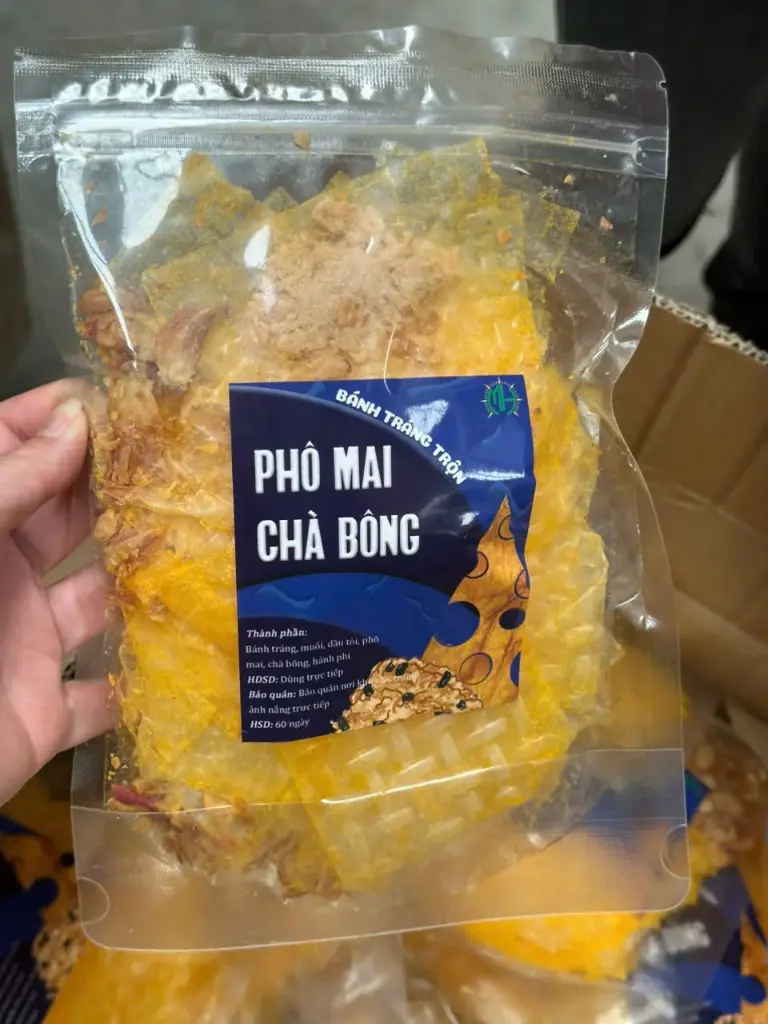 BÁNH TRÁNG TRỘN
MH
PHÔ MAI
CHÀ BÔNG
Thành phần:
Bánh tráng, muối, dầu tỏi, phô
mai, chà bông, hành phi
HDSD: Dùng trực tiếp
Bảo quản: Bảo quản nơi
ánh nắng trực tiếp
HSD: 60 ngày